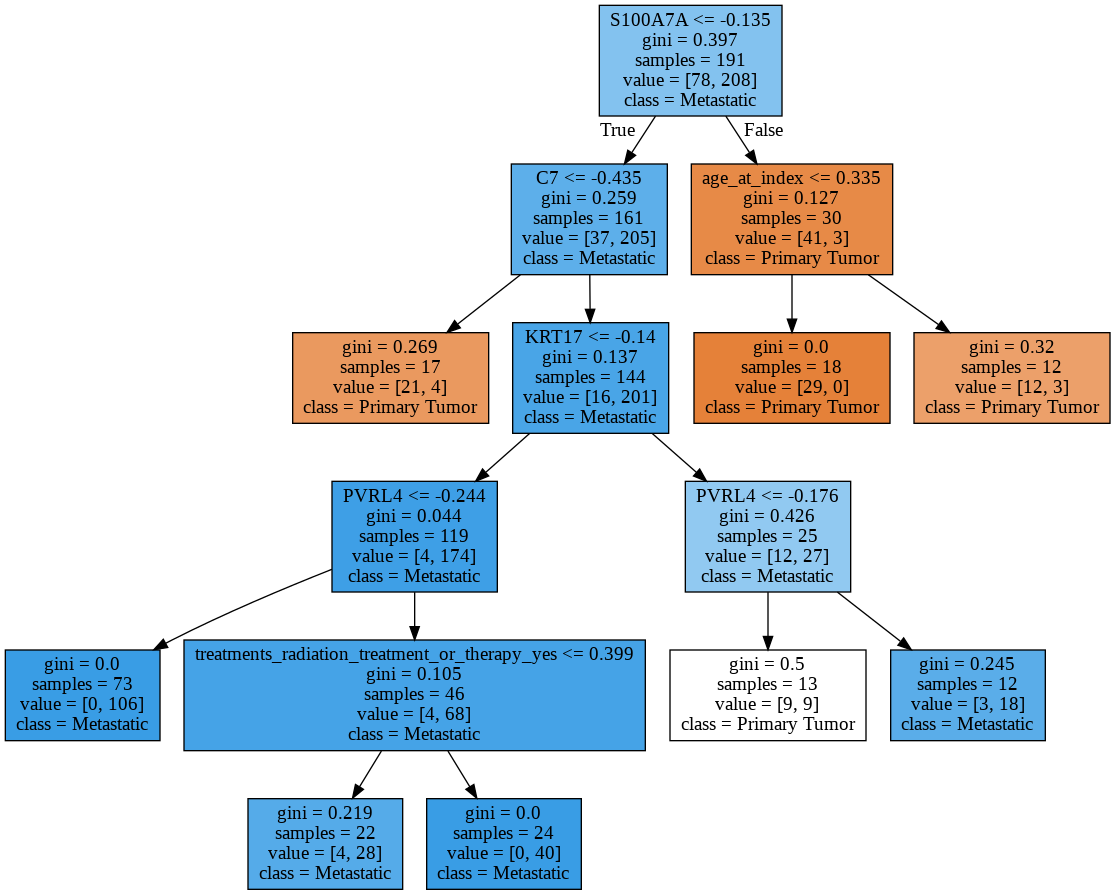 S100A7A <= -0.135
gini = 0.397
samples = 191
value = [78, 208]
class = Metastatic
True
False
C7 <= -0.435
gini = 0.259
samples = 161
value = [37, 205]
class = Metastatic
age_at_index <= 0.335
gini = 0.127
samples = 30
value = [41, 3]
class = Primary Tumor
gini = 0.269
samples = 17
value = [21, 4]
class = Primary Tumor
KRT17 <= -0.14
gini = 0.137
samples = 144
value = [16, 201]
class = Metastatic
gini = 0.0
samples = 18
value = [29, 0]
class = Primary Tumor
gini = 0.32
samples = 12
value = [12, 3]
class = Primary Tumor
PVRL4 <= -0.244
gini = 0.044
samples = 119
value = [4, 174]
class = Metastatic
PVRL4 <= -0.176
gini = 0.426
samples = 25
value = [12, 27]
class = Metastatic
gini = 0.0
samples = 73
value = [0, 106]
class = Metastatic
treatments_radiation_treatment_or_therapy_yes <= 0.399
gini = 0.105
samples = 46
value = [4, 68]
class = Metastatic
gini = 0.5
samples = 13
value = [9, 9]
class = Primary Tumor
gini = 0.245
samples = 12
value = [3, 18]
class = Metastatic
gini = 0.219
samples = 22
value = [4, 28]
class = Metastatic
gini = 0.0
samples = 24
value = [0, 40]
class = Metastatic